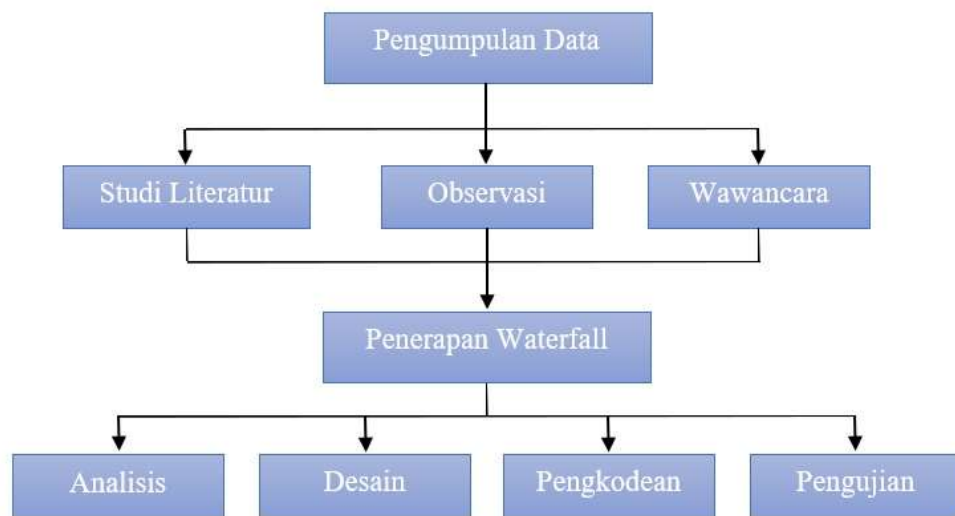 Pengumpulan Data
Studi Literatur
Observasi
Wawancara
Penerapan Waterfall
Analisis
Desain
Pengkodean
Pengujian